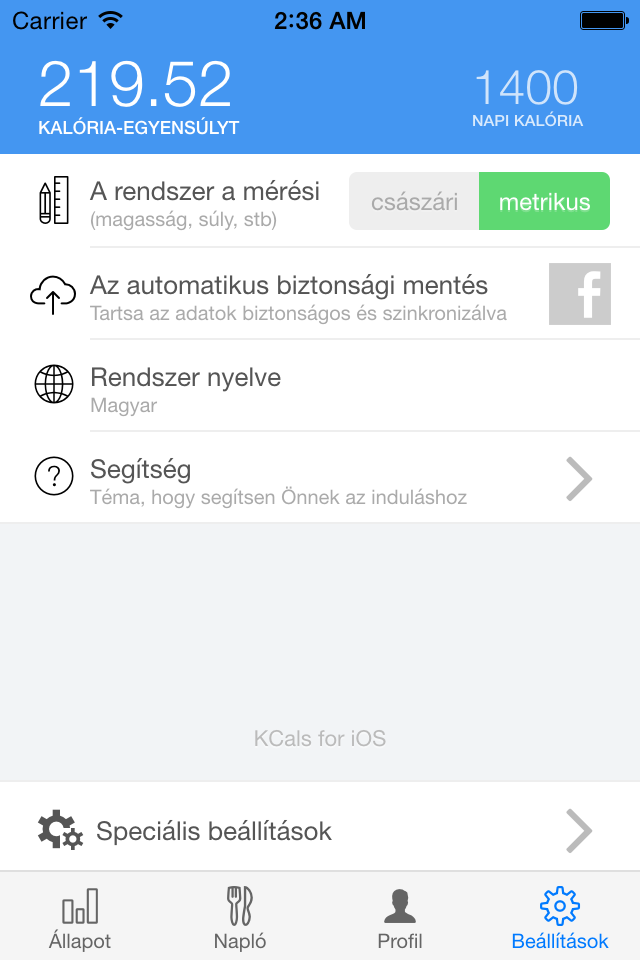 Carrier 2:36 AM
219.52 1400
KALÓRIA-EGYENSÚLYT NAPI KALÓRIA
A rendszer a mérési
(magasság, súly, stb)
császári metrikus
Az automatikus biztonsági mentés
Tartsa az adatok biztonságos és szinkronizálva
f
Rendszer nyelve
Magyar
?
Segítség
Téma, hogy segítsen Önnek az induláshoz
KCals for iOS
Speciális beállítások
Állapot Napló Profil Beállítások